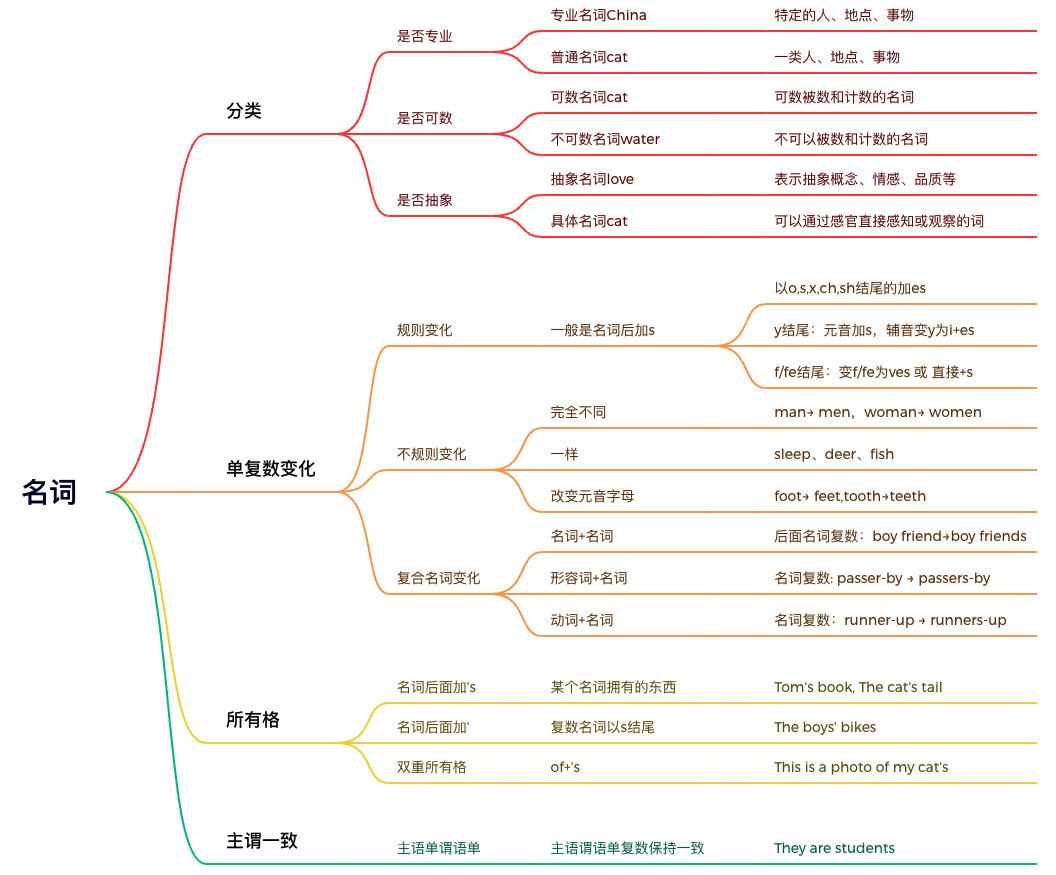 名词
分类
是否专业
专业名词China
特定的人、地点、事物
普通名词cat
一类人、地点、事物
是否可数
可数名词cat
可数被数和计数的名词
不可数名词water
不可以被数和计数的名词
是否抽象
抽象名词love
表示抽象概念、情感、品质等
具体名词cat
可以通过感官直接感知或观察的词
单复数变化
规则变化
一般是名词后加s
以o,s,x,ch,sh结尾的加es
y结尾：元音加s，辅音变y为i+es
f/fe结尾：变f/fe为ves 或 直接+s
不规则变化
完全不同
man→ men，woman→ women
一样
sleep、deer、fish
改变元音字母
foot→ feet,tooth→teeth
复合名词变化
名词+名词
后面名词复数：boy friend→boy friends
形容词+名词
名词复数: passer-by → passers-by
动词+名词
名词复数：runner-up → runners-up
所有格
名词后面加's
某个名词拥有的东西
Tom's book, The cat's tail
名词后面加'
复数名词以s结尾
The boys' bikes
双重所有格
of+'s
This is a photo of my cat's
主谓一致
主语单谓语单
主语谓语单复数保持一致
They are students